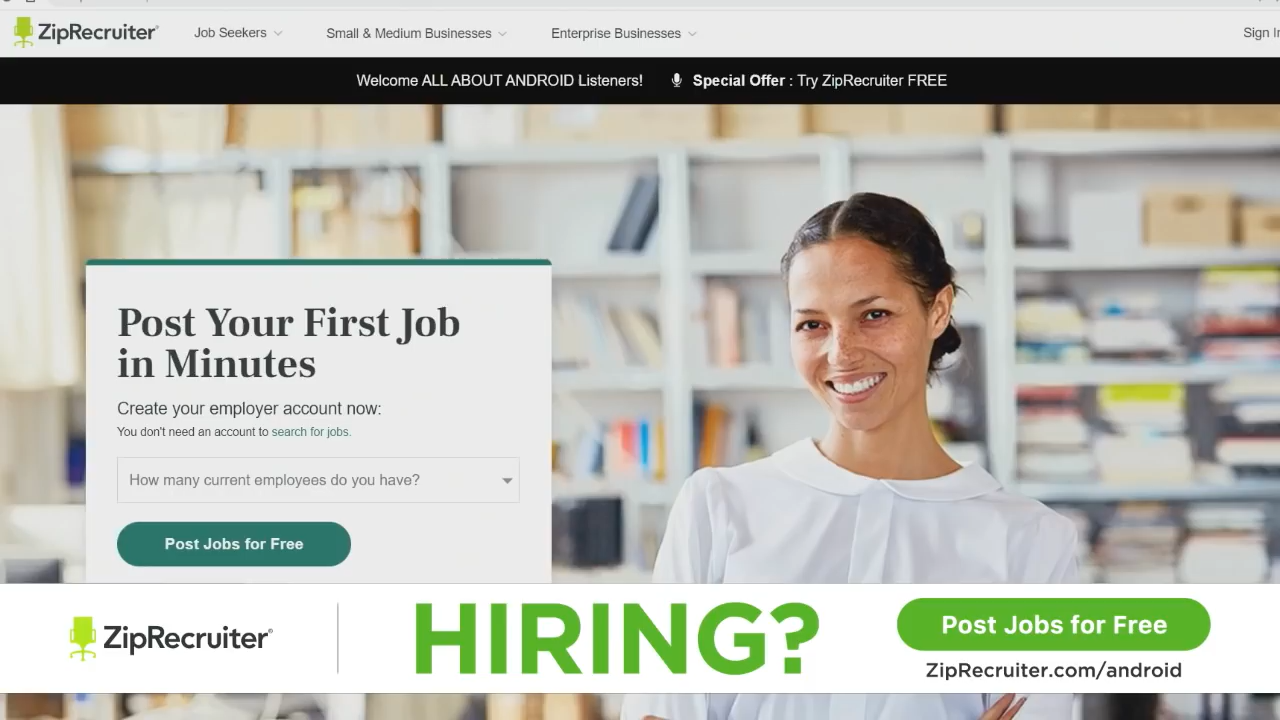 ZipRecruiter®
Job Seekers
Small & Medium Businesses
Enterprise Businesses
Sign In
Welcome ALL ABOUT ANDROID Listeners!
Special Offer : Try ZipRecruiter FREE
Post Your First Job
in Minutes
Create your employer account now:
You don't need an account to search for jobs.
How many current employees do you have?
Post Jobs for Free
ZipRecruiter®
HIRING?
Post Jobs for Free
ZipRecruiter.com/android